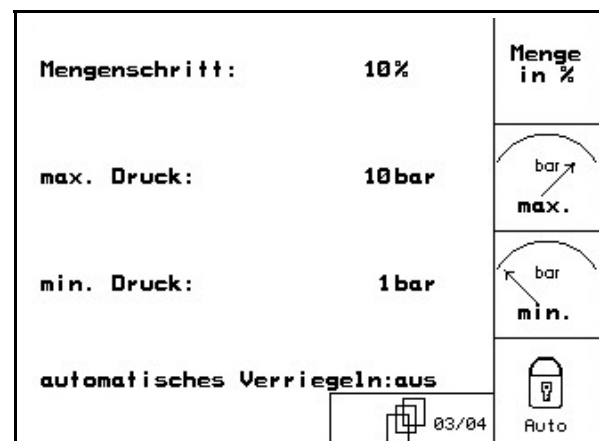 Mengenschritt: 10%
Menge
in %
max. Druck: 10bar
bar
max.
min. Druck: 1bar
bar
min.
automatisches Verriegeln:aus
03/04
Auto